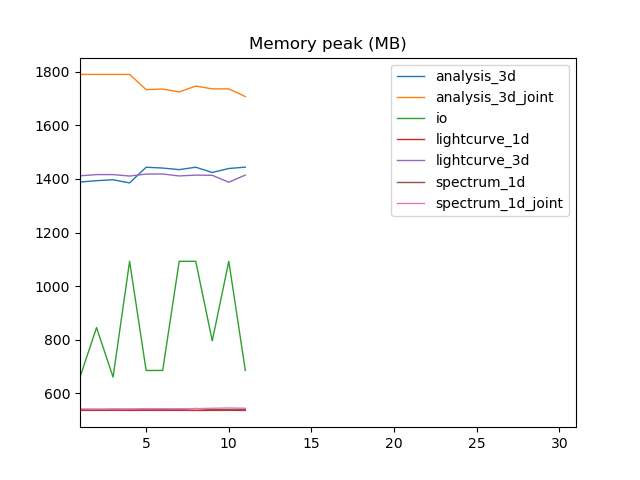 Memory peak (MB)
1800
1600
1400
1200
1000
800
600
5
10
15
20
25
30
analysis_3d
analysis_3d_joint
io
lightcurve_1d
lightcurve_3d
spectrum_1d
spectrum_1d_joint